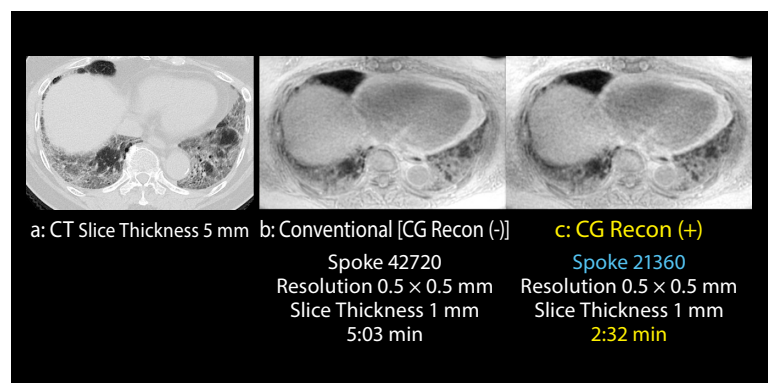 a: CT Slice Thickness 5 mm
b: Conventional [CG Recon (-)]
Spoke 42720
Resolution 0.5 × 0.5 mm
Slice Thickness 1 mm
5:03 min
c: CG Recon (+)
Spoke 21360
Resolution 0.5 × 0.5 mm
Slice Thickness 1 mm
2:32 min